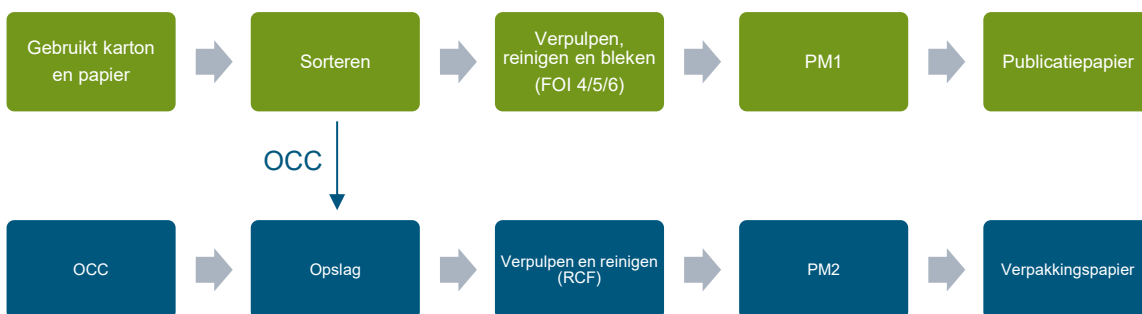 Gebruikt karton
en papier
Sorteren
Verpulpen,
reinigen en bleken
(FOI 4/5/6)
PM1
Publicatiepapier
OCC
OCC
Opslag
Verpulpen en reinigen
(RCF)
PM2
Verpakkingspapier